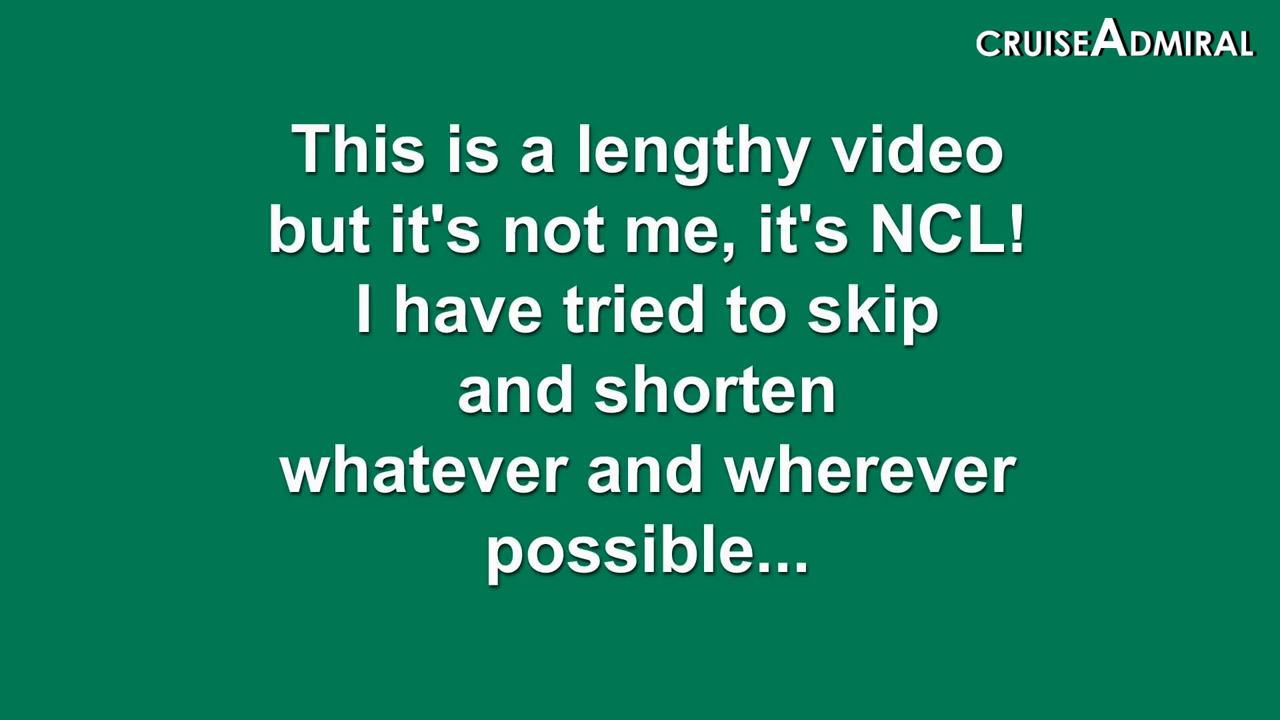 CRUISEADMIRAL
This is a lengthy video
but it's not me, it's NCL!
I have tried to skip
and shorten
whatever and wherever
possible...